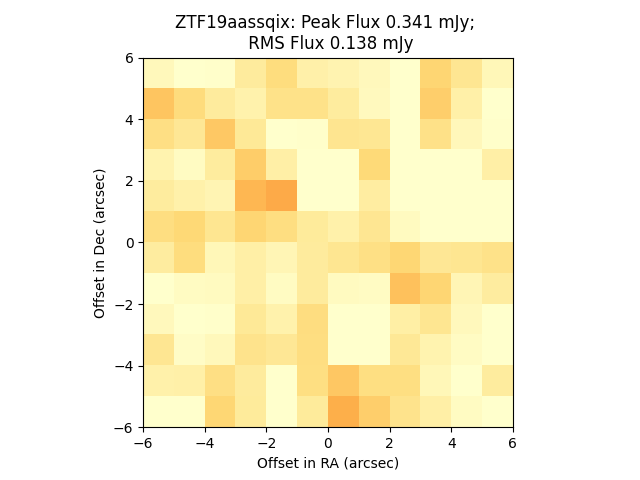 ZTF19aassqix: Peak Flux 0.341 mJy;
RMS Flux 0.138 mJy
6
4
2
0
−2
−4
−6
Offset in Dec (arcsec)
−6 −4 −2 0 2 4 6
Offset in RA (arcsec)